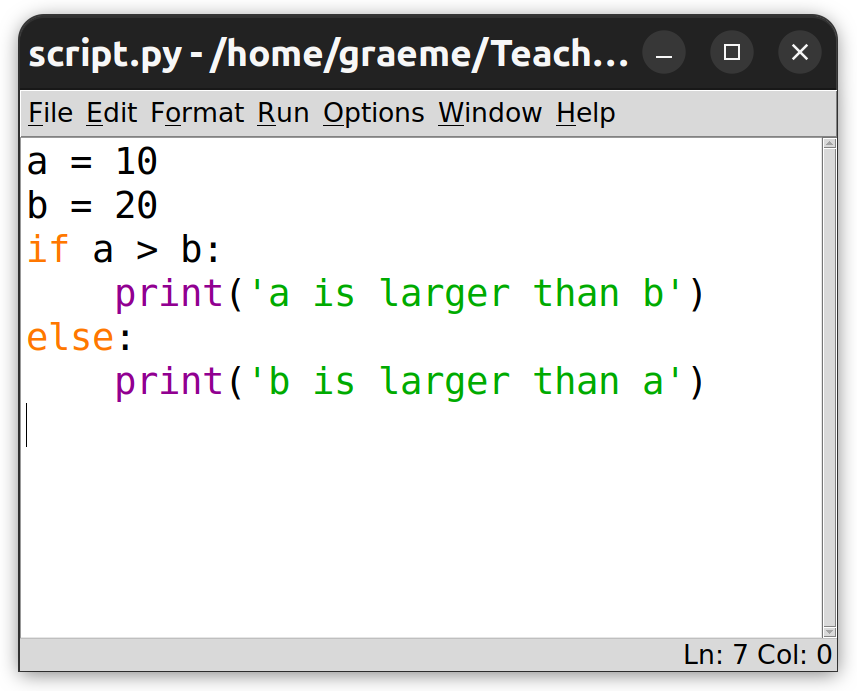 script.py - /home/graeme/Teach...
File Edit Format Run Options Window Help
a = 10
b = 20
if a > b:
    print('a is larger than b')
else:
    print('b is larger than a')
Ln: 7 Col: 0